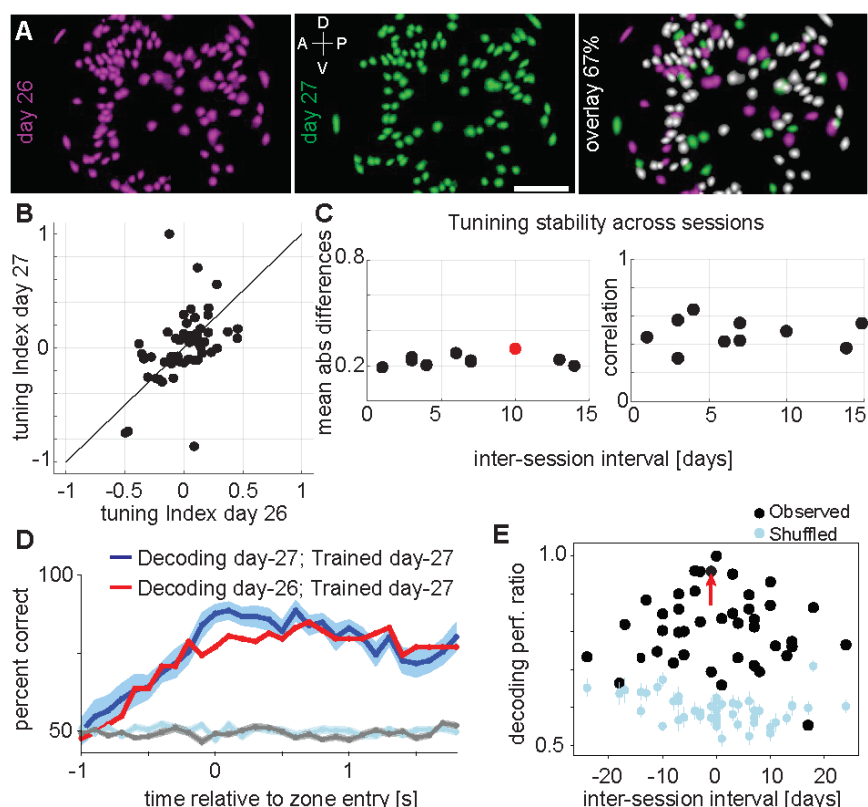 A
day 26
D
A P
V
day 27
overlay 67%
B
1
0
-1
-1 -0.5 0 0.5 1
tuning Index day 27
tuning Index day 26
C
Tunining stability across sessions
0.8
0.2
0 5 10 15
mean abs differences
1
0
0 5 10 15
correlation
inter-session interval [days]
D
Decoding day-27; Trained day-27
Decoding day-26; Trained day-27
100
50
percent correct
-1 0 1
time relative to zone entry [s]
E
Observed
Shuffled
1.0
0.5
decoding perf. ratio
-20 -10 0 10 20
inter-session interval [days]